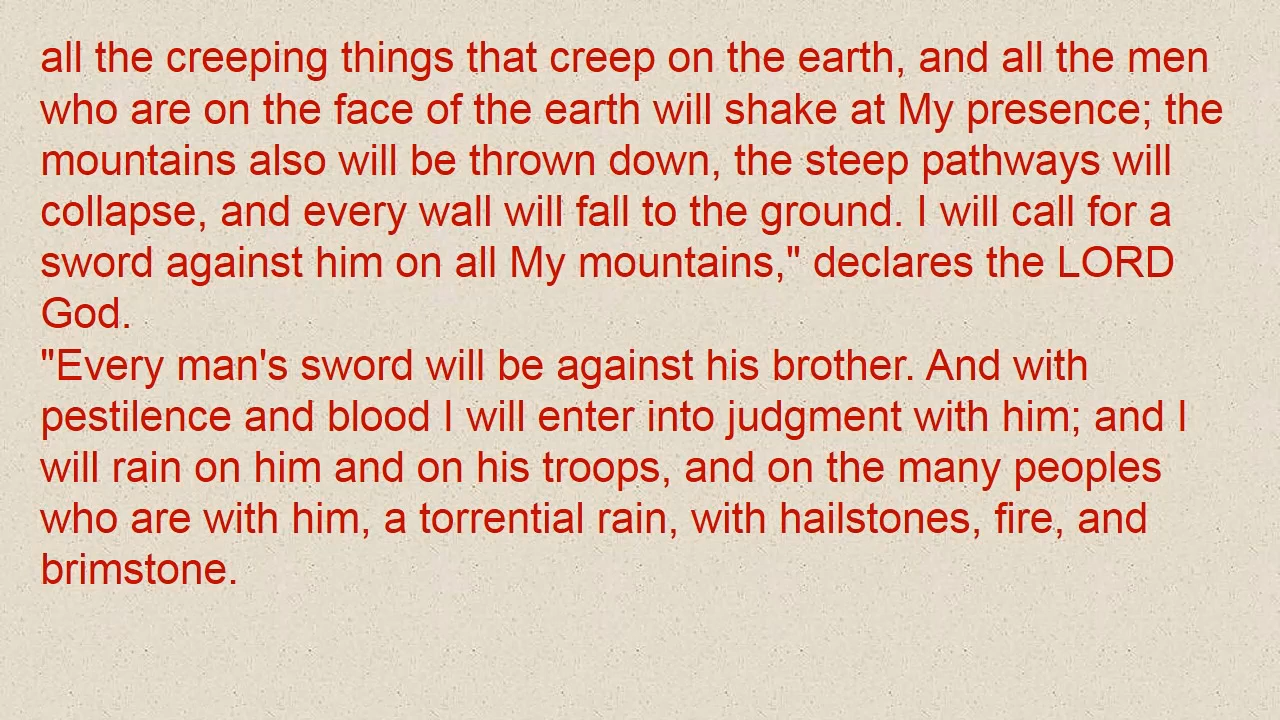 all the creeping things that creep on the earth, and all the men
who are on the face of the earth will shake at My presence; the
mountains also will be thrown down, the steep pathways will
collapse, and every wall will fall to the ground. I will call for a
sword against him on all My mountains," declares the LORD
God.
"Every man's sword will be against his brother. And with
pestilence and blood I will enter into judgment with him; and I
will rain on him and on his troops, and on the many peoples
who are with him, a torrential rain, with hailstones, fire, and
brimstone.